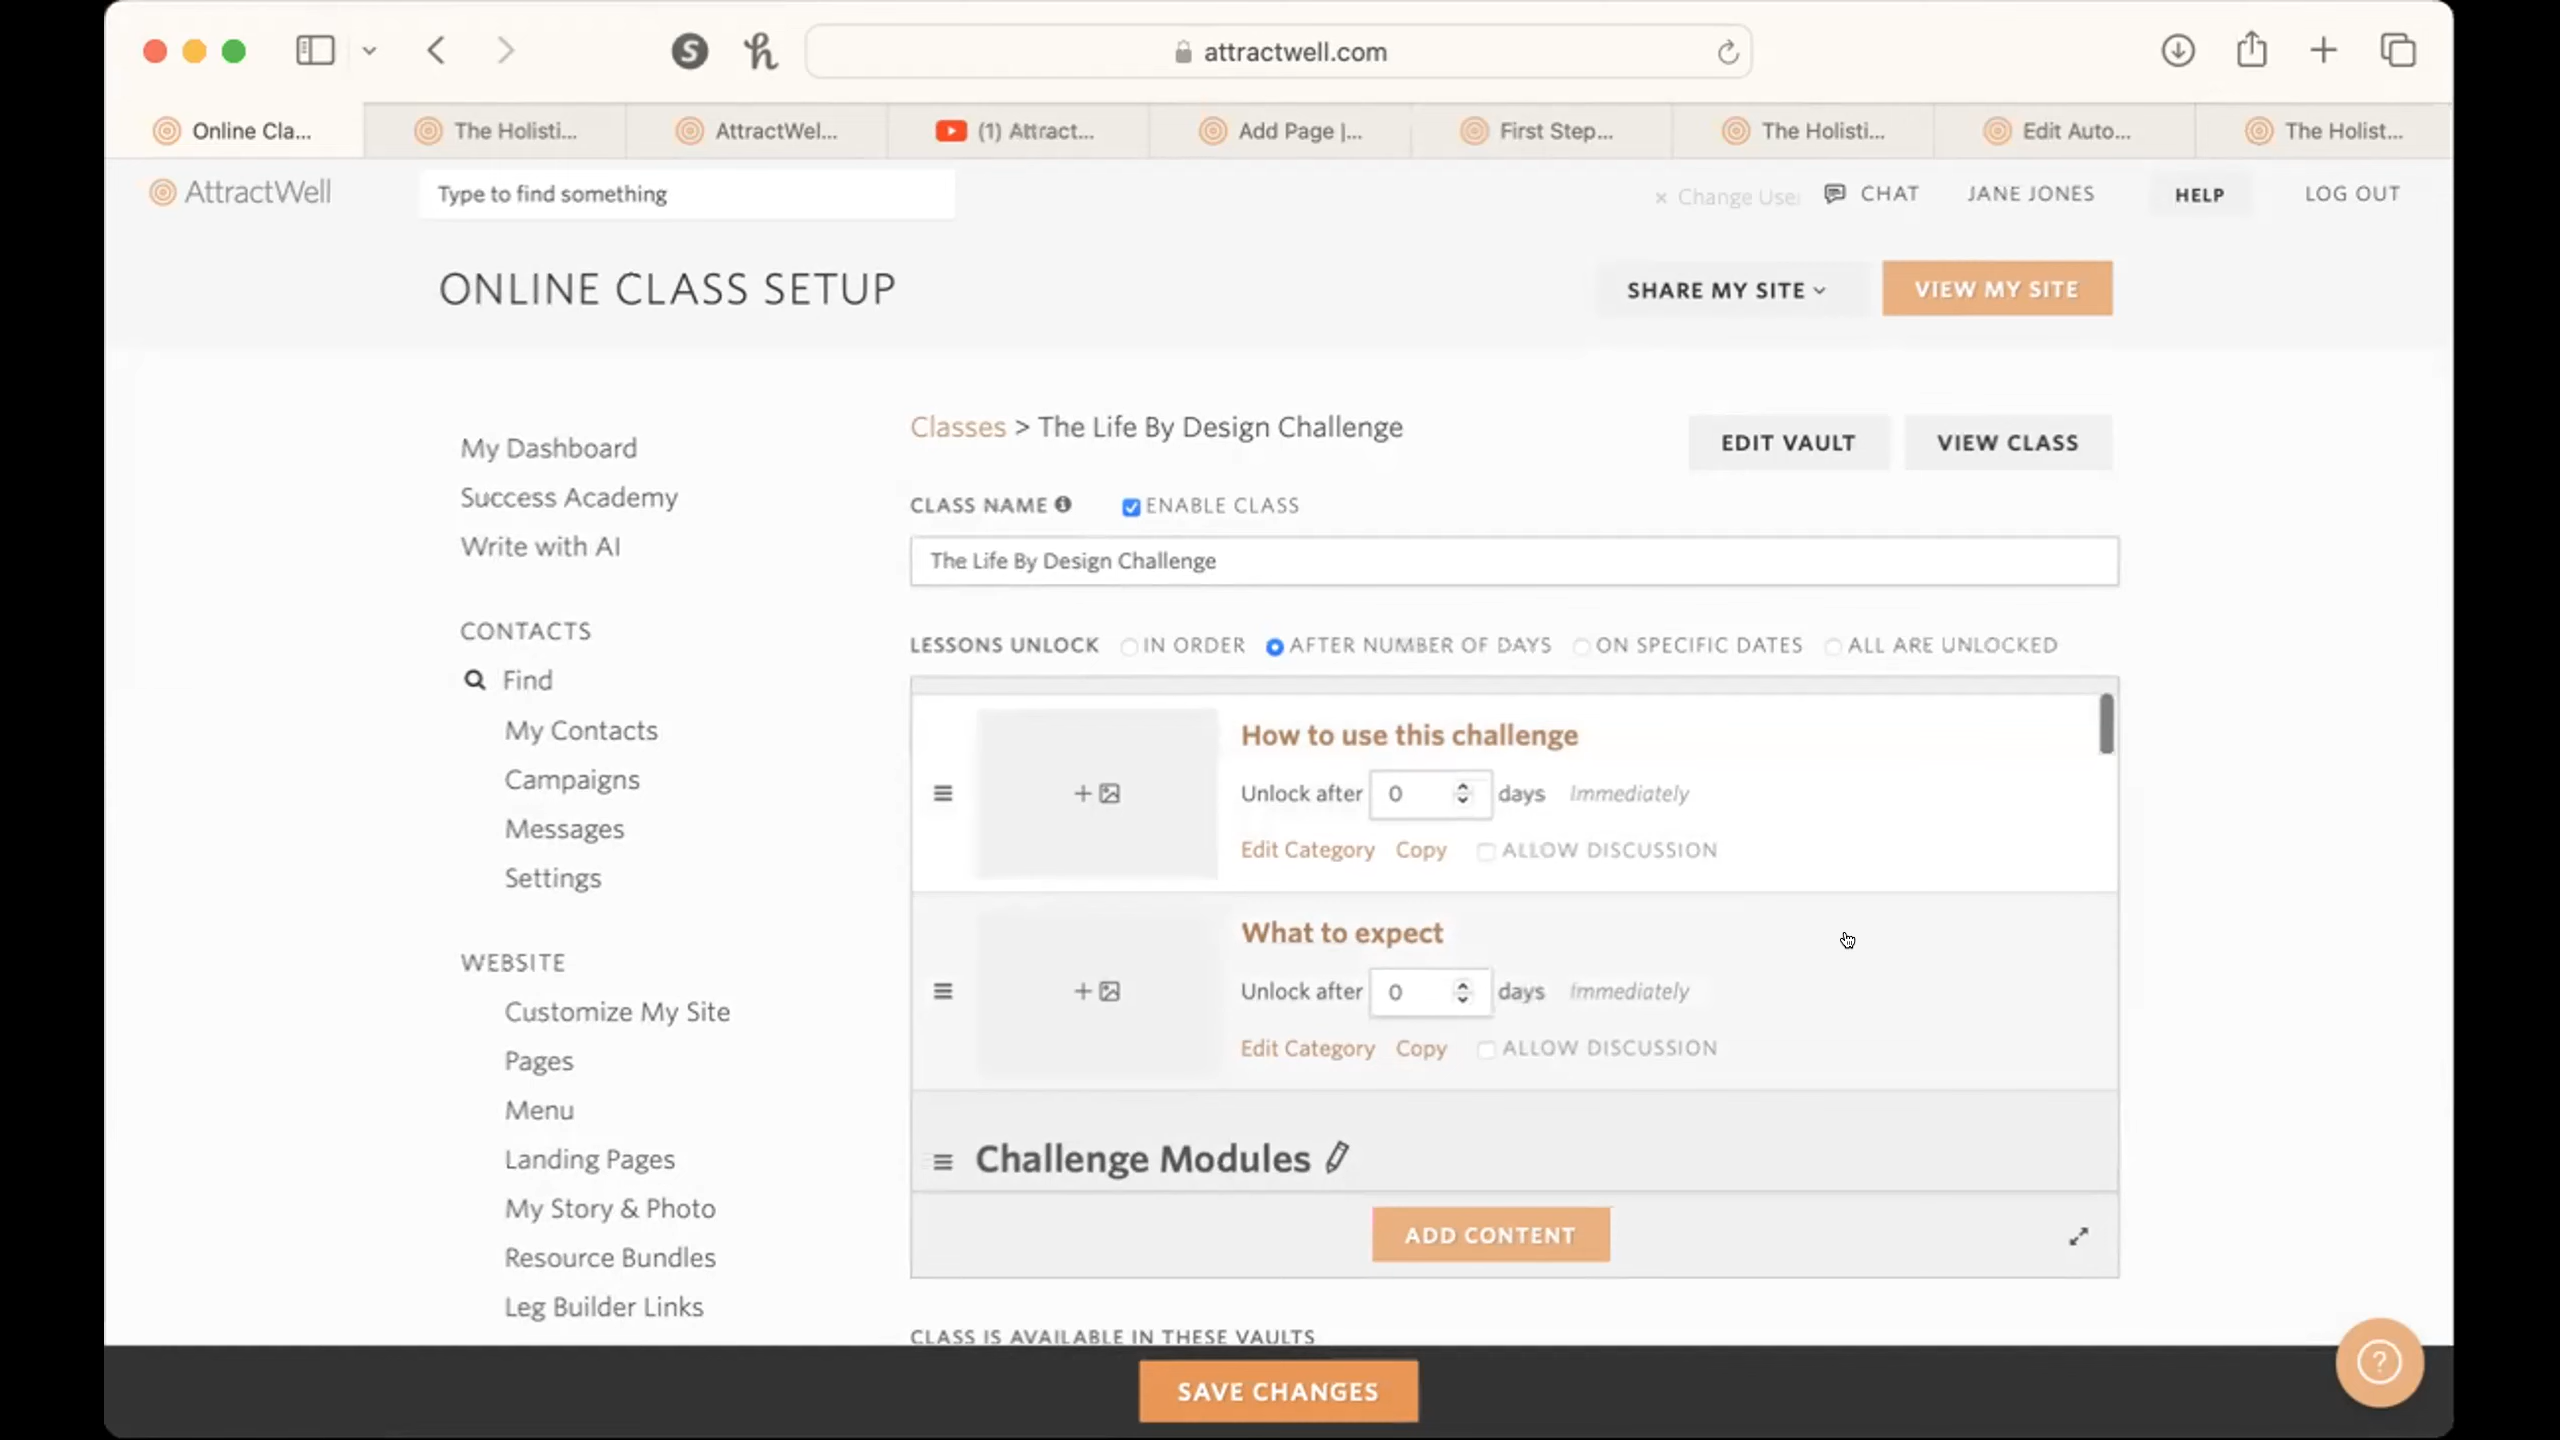 attractwell.com
Online Cla...
The Holisti...
AttractWel...
(1) Attract...
Add Page |...
First Step...
The Holisti...
Edit Auto...
The Holist...
AttractWell
Type to find something
× Change Use
CHAT
JANE JONES
HELP
LOG OUT
ONLINE CLASS SETUP
SHARE MY SITE
VIEW MY SITE
My Dashboard
Success Academy
Write with AI
CONTACTS
Find
My Contacts
Campaigns
Messages
Settings
WEBSITE
Customize My Site
Pages
Menu
Landing Pages
My Story & Photo
Resource Bundles
Leg Builder Links
Classes > The Life By Design Challenge
EDIT VAULT
VIEW CLASS
CLASS NAME
ENABLE CLASS
The Life By Design Challenge
LESSONS UNLOCK IN ORDER AFTER NUMBER OF DAYS ON SPECIFIC DATES ALL ARE UNLOCKED
How to use this challenge
Unlock after 0 days Immediately
Edit Category Copy ALLOW DISCUSSION
What to expect
Unlock after 0 days Immediately
Edit Category Copy ALLOW DISCUSSION
Challenge Modules
ADD CONTENT
CLASS IS AVAILABLE IN THESE VAULTS
SAVE CHANGES
?